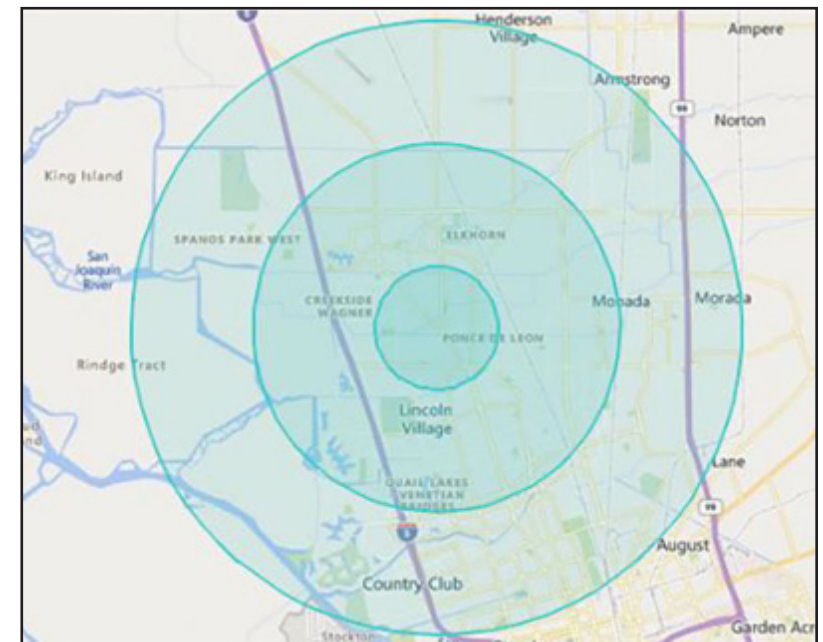 5
Henderson
Village
Ampere
Armstrong
99
Norton
King Island
SPANOS PARK WEST
ELKHORN
San
Joaquin
River
CREEKSIDE
WAGNER
Morada
Morada
PONCE DE LEON
Rindge Tract
Lincoln
Village
Lane
QUAIL LAKES
VENETIAN
BRIDGES
99
5
August
Country Club
Garden Acr
Stockton